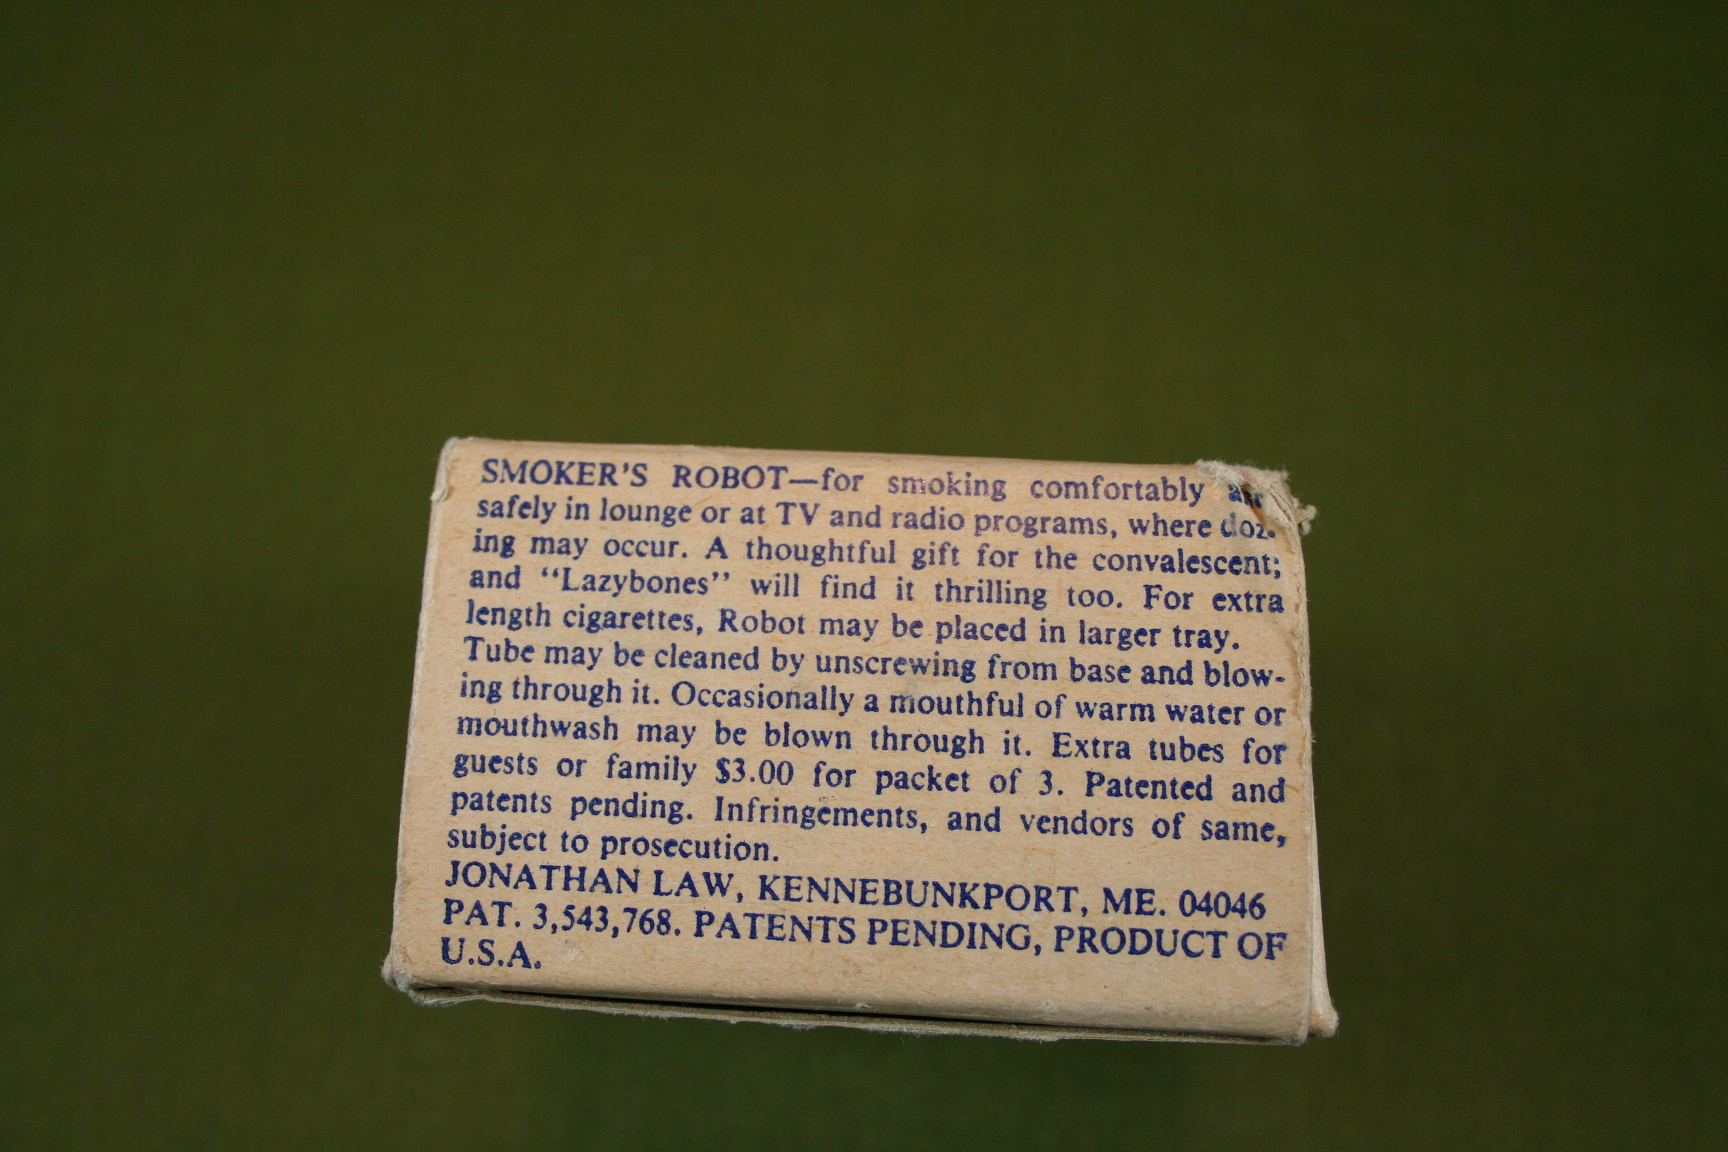 SMOKER'S ROBOT—for smoking comfortably
safely in lounge or at TV and radio programs, where doz-
ing may occur. A thoughtful gift for the convalescent;
and “Lazybones” will find it thrilling too. For extra
length cigarettes, Robot may be placed in larger tray.
Tube may be cleaned by unscrewing from base and blow-
ing through it. Occasionally a mouthful of warm water or
mouthwash may be blown through it. Extra tubes for
guests or family $3.00 for packet of 3. Patented and
patents pending. Infringements, and vendors of same,
subject to prosecution.
JONATHAN LAW, KENNEBUNKPORT, ME. 04046
PAT. 3,543,768. PATENTS PENDING, PRODUCT OF
U.S.A.